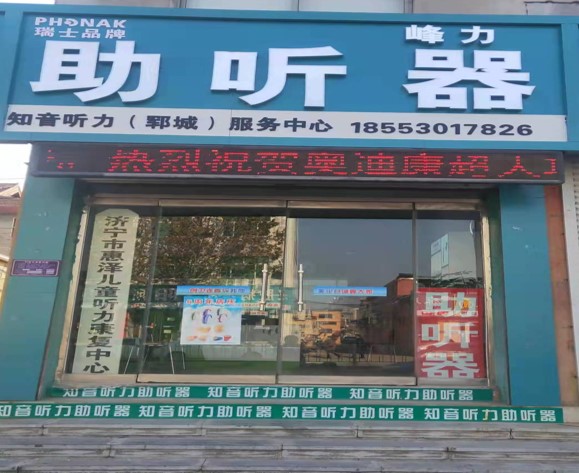 PHONAK
瑞士品牌
峰力
助听器
知音听力（郓城）服务中心 18553017826
热烈祝贺奥迪康超人
济宁市惠泽儿童听力康复中心
助听器
知音听力助听器 知音听力助听器 知音听力助听器
知音听力助听器 知音听力助听器 知音听力助听器 知音听力助听器